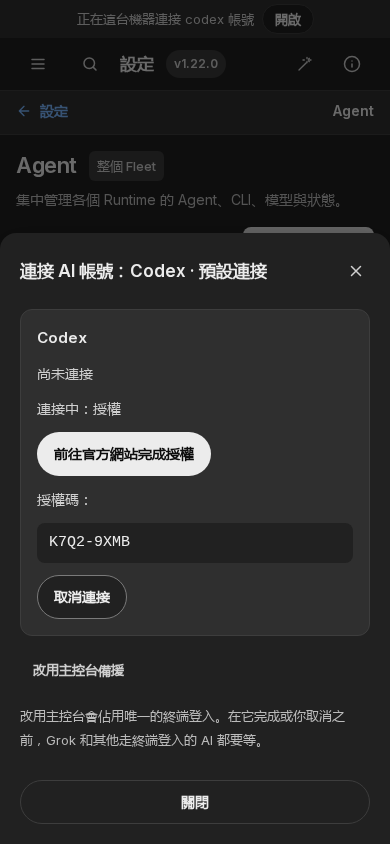 正在這台機器連接 codex 帳號 開啟
設定 v1.22.0
設定 Agent
Agent 整個 Fleet
集中管理各個 Runtime 的 Agent、CLI、模型與狀態。
連接 AI 帳號：Codex · 預設連接
Codex
尚未連接
連接中：授權
前往官方網站完成授權
授權碼：
K7Q2-9XMB
取消連接
改用主控台備援
改用主控台會佔用唯一的終端登入。在它完成或你取消之
前，Grok 和其他走終端登入的 AI 都要等。
關閉